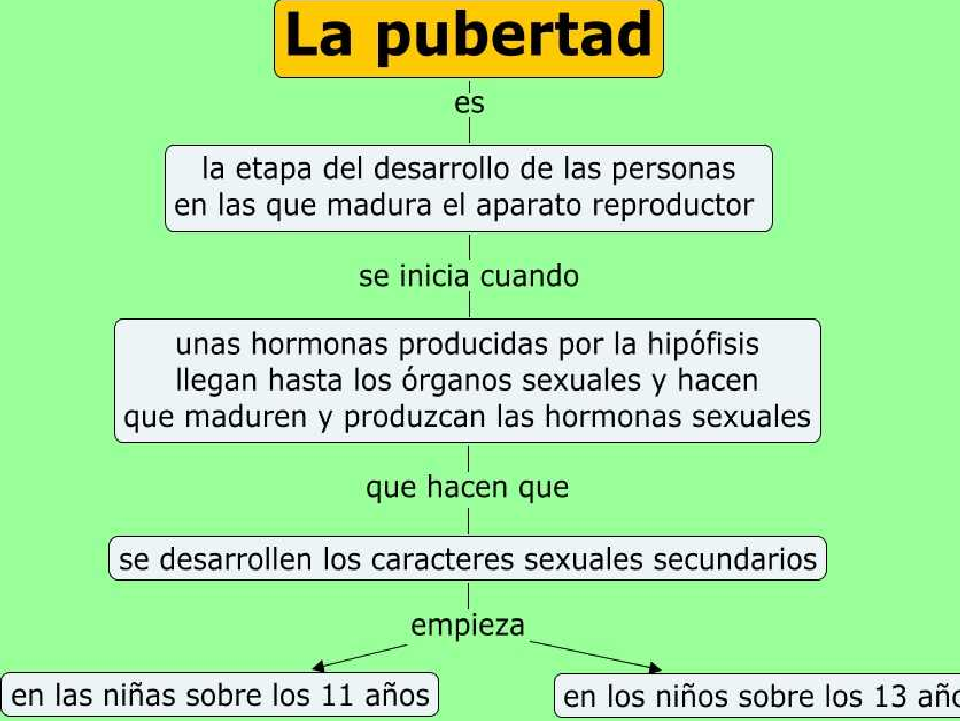 La pubertad
es
la etapa del desarrollo de las personas
en las que madura el aparato reproductor
se inicia cuando
unas hormonas producidas por la hipófisis
llegan hasta los órganos sexuales y hacen
que maduren y produzcan las hormonas sexuales
que hacen que
se desarrollen los caracteres sexuales secundarios
empieza
en las niñas sobre los 11 años
en los niños sobre los 13